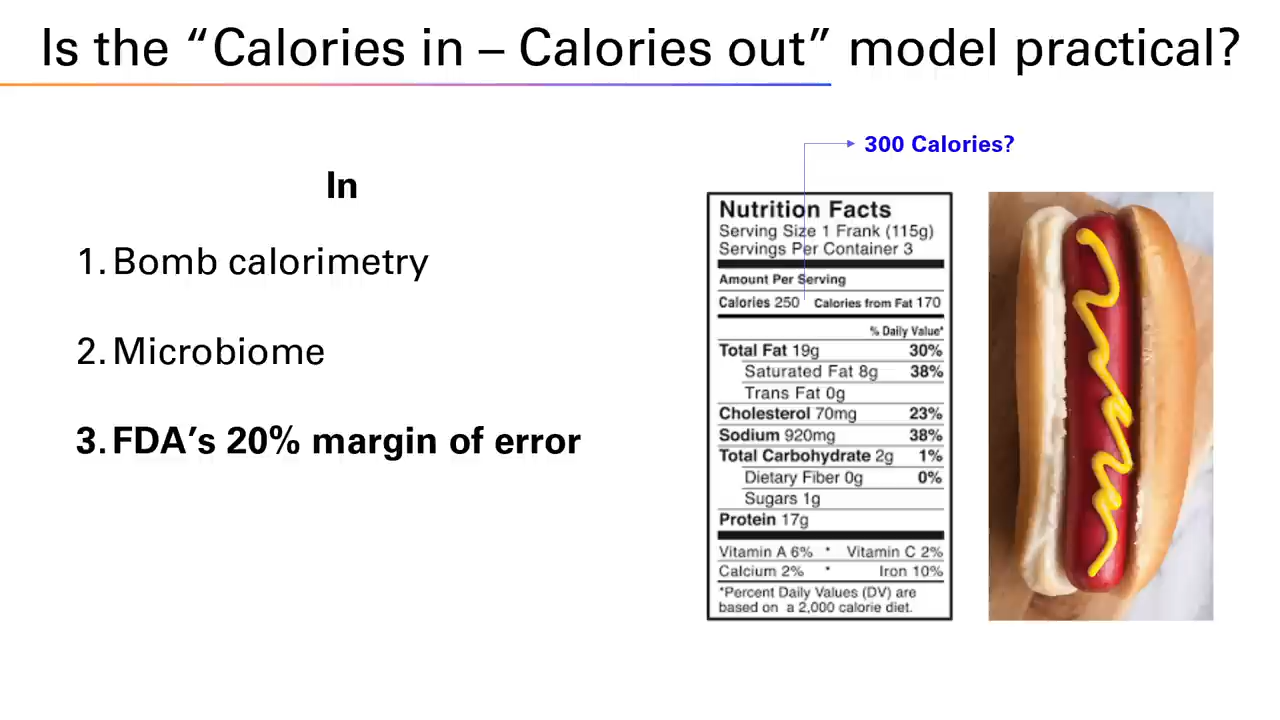 Is the “Calories in – Calories out” model practical?
In
1. Bomb calorimetry
2. Microbiome
3. FDA’s 20% margin of error
300 Calories?
Nutrition Facts
Serving Size 1 Frank (115g)
Servings Per Container 3
Amount Per Serving
Calories 250 Calories from Fat 170
% Daily Value*
Total Fat 19g 30%
Saturated Fat 8g 38%
Trans Fat 0g
Cholesterol 70mg 23%
Sodium 920mg 38%
Total Carbohydrate 2g 1%
Dietary Fiber 0g 0%
Sugars 1g
Protein 17g
Vitamin A 6% * Vitamin C 2%
Calcium 2% * Iron 10%
*Percent Daily Values (DV) are
based on a 2,000 calorie diet.